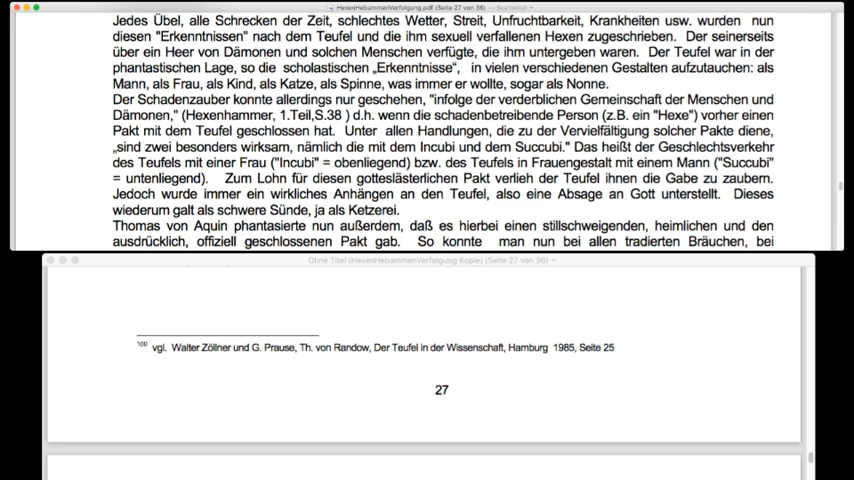 HexenHebammenVerfolgung.pdf (Seite 27 von 36) — Bearbeitet
Jedes Übel, alle Schrecken der Zeit, schlechtes Wetter, Streit, Unfruchtbarkeit, Krankheiten usw. wurden nun
diesen "Erkenntnissen" nach dem Teufel und die ihm sexuell verfallenen Hexen zugeschrieben. Der seinerseits
über ein Heer von Dämonen und solchen Menschen verfügte, die ihm untergeben waren. Der Teufel war in der
phantastischen Lage, so die scholastischen „Erkenntnisse“, in vielen verschiedenen Gestalten aufzutauchen: als
Mann, als Frau, als Kind, als Katze, als Spinne, was immer er wollte, sogar als Nonne.
Der Schadenzauber konnte allerdings nur geschehen, "infolge der verderblichen Gemeinschaft der Menschen und
Dämonen," (Hexenhammer, 1.Teil,S.38 ) d.h. wenn die schadenbetreibende Person (z.B. ein "Hexe") vorher einen
Pakt mit dem Teufel geschlossen hat. Unter allen Handlungen, die zu der Vervielfältigung solcher Pakte diene,
„sind zwei besonders wirksam, nämlich die mit dem Incubi und dem Succubi." Das heißt der Geschlechtsverkehr
des Teufels mit einer Frau ("Incubi" = obenliegend) bzw. des Teufels in Frauengestalt mit einem Mann ("Succubi"
= untenliegend). Zum Lohn für diesen gotteslästerlichen Pakt verlieh der Teufel ihnen die Gabe zu zaubern.
Jedoch wurde immer ein wirkliches Anhängen an den Teufel, also eine Absage an Gott unterstellt. Dieses
wiederum galt als schwere Sünde, ja als Ketzerei.
Thomas von Aquin phantasierte nun außerdem, daß es hierbei einen stillschweigenden, heimlichen und den
ausdrücklich, offiziell geschlossenen Pakt gab. So konnte man nun bei allen tradierten Bräuchen, bei
Ohne Titel (HexenHebammenVerfolgung Kopie) (Seite 27 von 36)
100 vgl. Walter Zöllner und G. Prause, Th. von Randow, Der Teufel in der Wissenschaft, Hamburg 1985, Seite 25
27